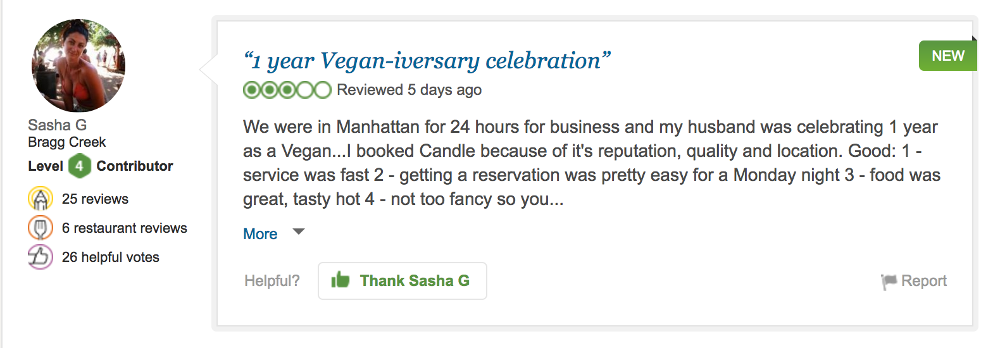 “1 year Vegan-iversary celebration”
NEW
Reviewed 5 days ago
Sasha G
Bragg Creek
Level 4 Contributor
25 reviews
6 restaurant reviews
26 helpful votes
We were in Manhattan for 24 hours for business and my husband was celebrating 1 year
as a Vegan...I booked Candle because of it's reputation, quality and location. Good: 1 -
service was fast 2 - getting a reservation was pretty easy for a Monday night 3 - food was
great, tasty hot 4 - not too fancy so you...
More
Helpful?
Thank Sasha G
Report